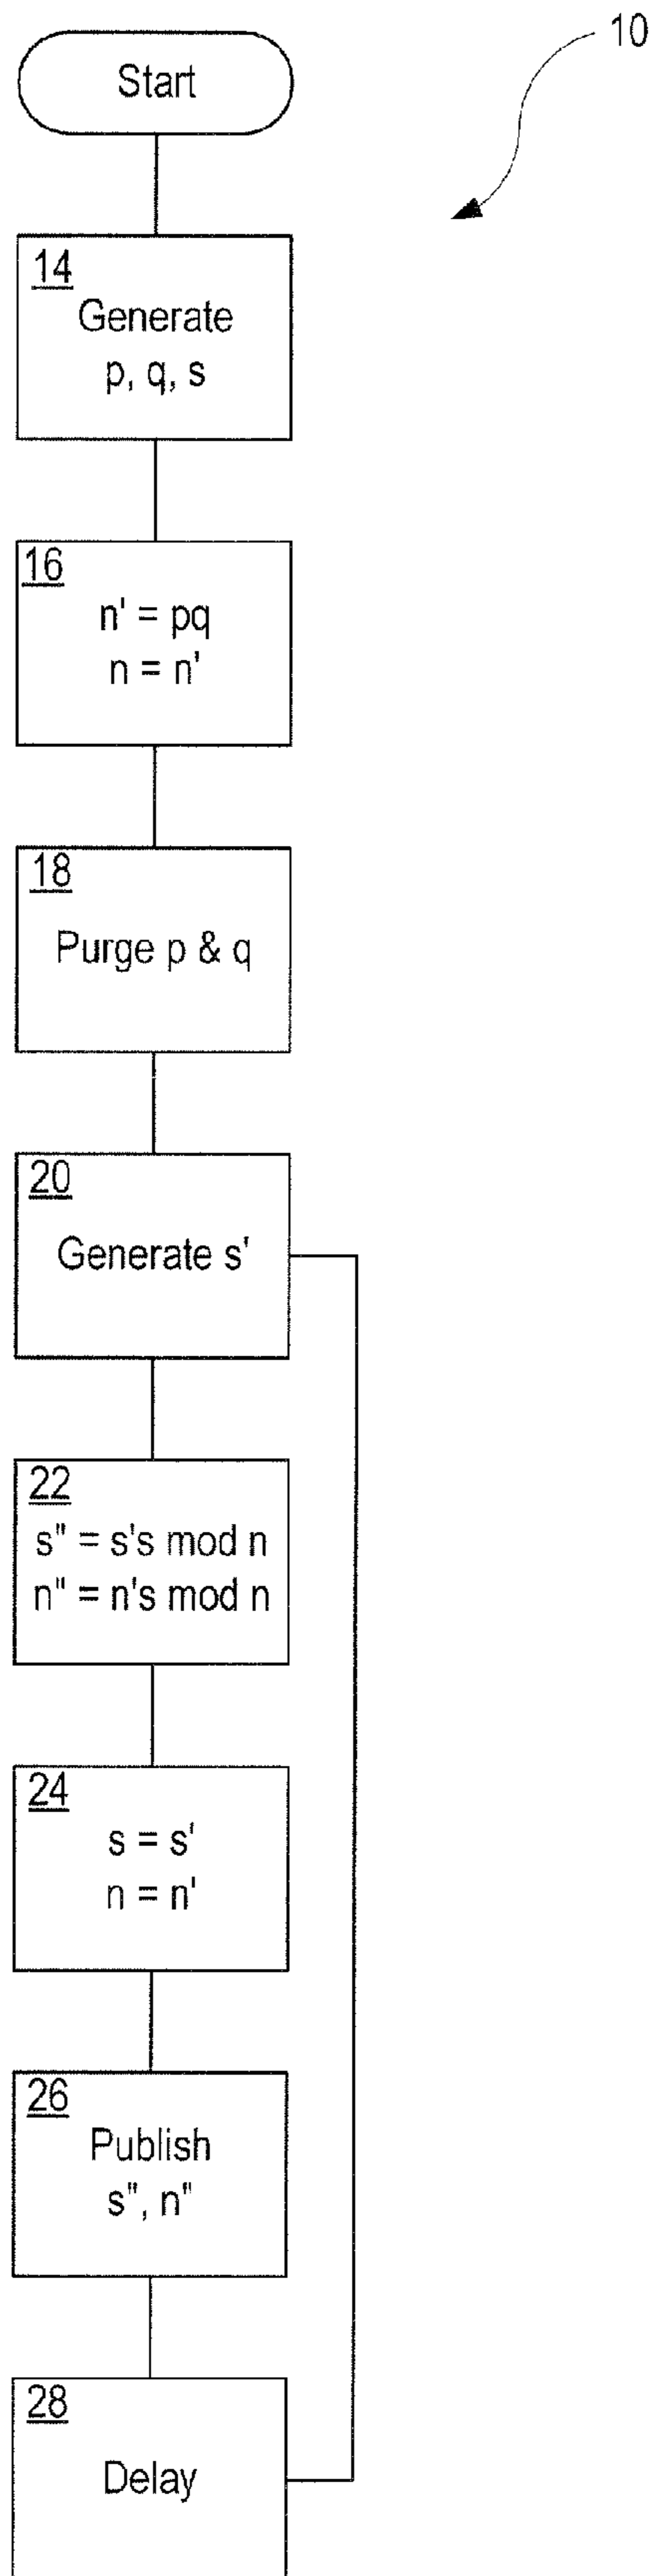 10
Start
14
Generate
p, q, s
16
n' = pq
n = n'
18
Purge p & q
20
Generate s'
22
s" = s's mod n
n" = n's mod n
24
s = s'
n = n'
26
Publish
s", n"
28
Delay